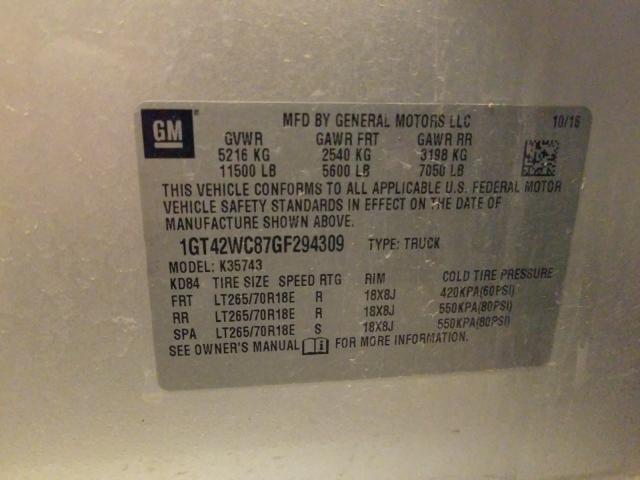 GM ®
MFD BY GENERAL MOTORS LLC 10/16
GVWR GAWR FRT GAWR RR
5216 KG 2540 KG 3198 KG
11500 LB 5600 LB 7050 LB
THIS VEHICLE CONFORMS TO ALL APPLICABLE U.S. FEDERAL MOTOR
VEHICLE SAFETY STANDARDS IN EFFECT ON THE DATE OF
MANUFACTURE SHOWN ABOVE.
1GT42WC87GF294309 TYPE: TRUCK
MODEL: K35743
KD84 TIRE SIZE SPEED RTG RIM COLD TIRE PRESSURE
FRT LT265/70R18E R 18X8J 420KPA(60PSI)
RR LT265/70R18E R 18X8J 550KPA(80PSI)
SPA LT265/70R18E S 18X8J 550KPA(80PSI)
SEE OWNER'S MANUAL i FOR MORE INFORMATION.